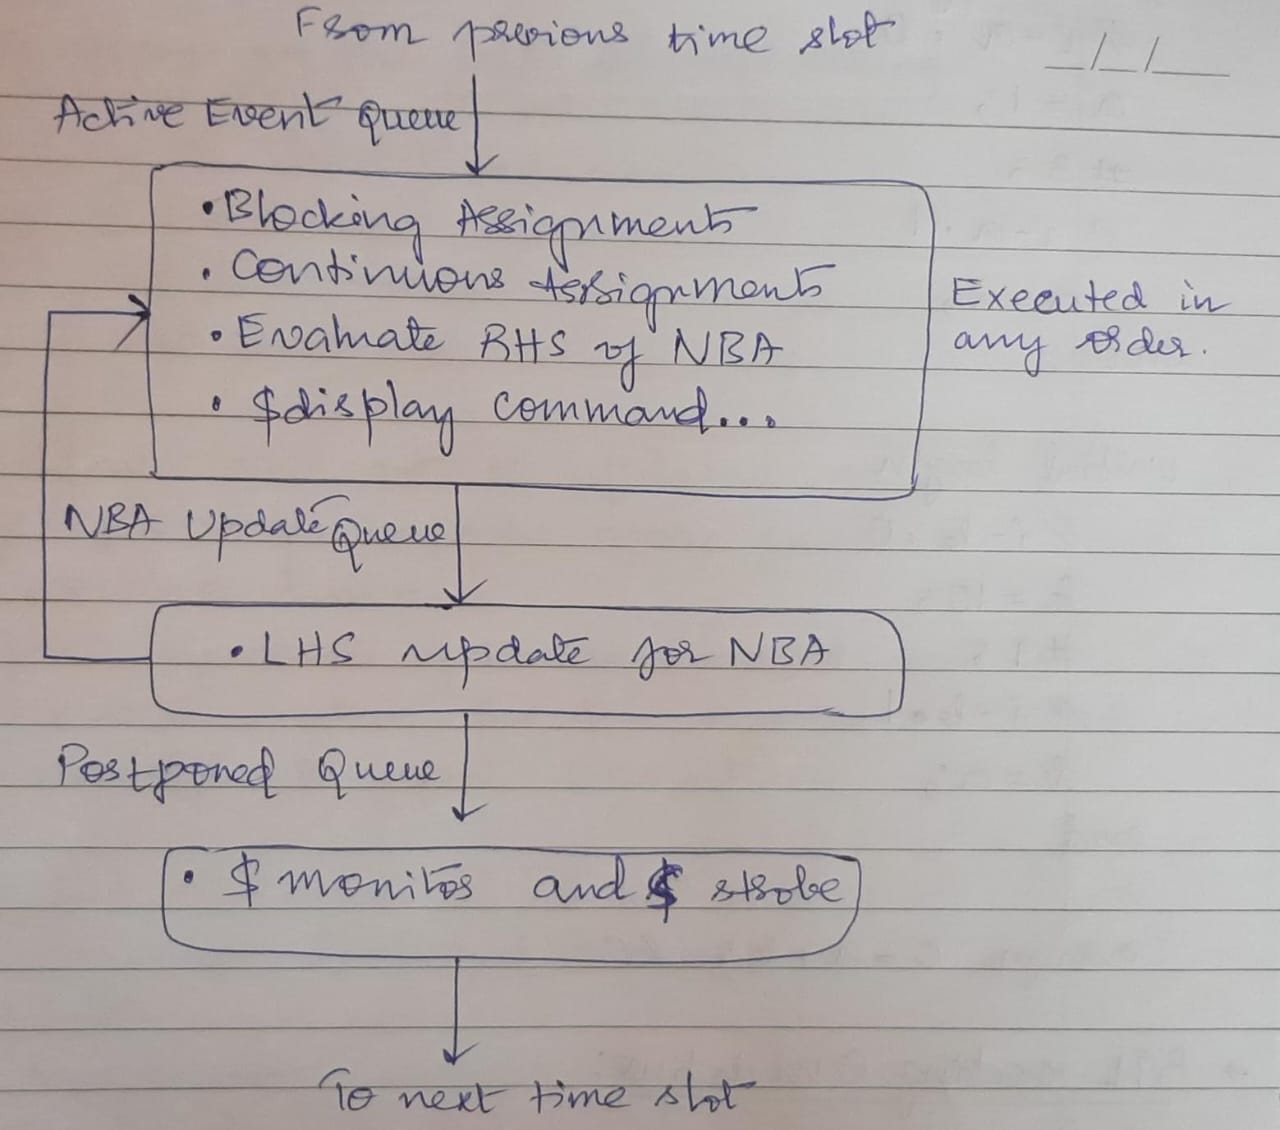 From previous time slot
_/_/__
Active Event Queue
• Blocking Assignments
• Continuous Assignments
• Evaluate RHS of NBA
• $display command...
Executed in
any order.
NBA Update Queue
• LHS update for NBA
Postponed Queue
• $monitor and $ strobe
To next time slot